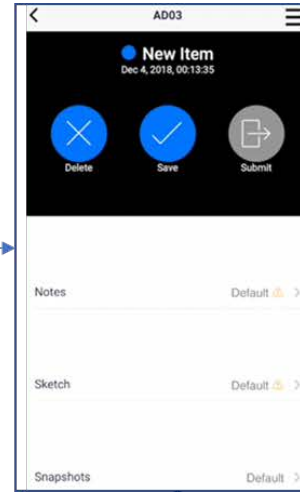 AD03
New Item
Dec 4, 2018, 00:13:35
Delete Save Submit
Notes Default
Sketch Default
Snapshots Default